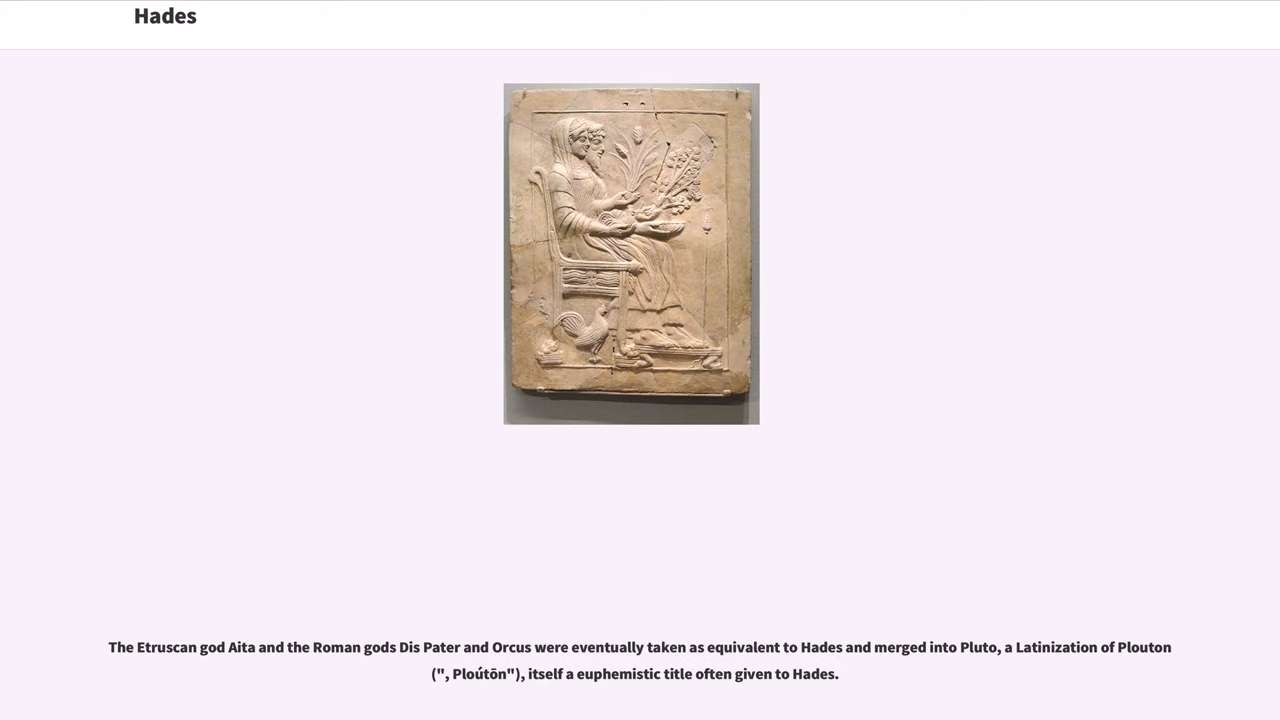 Hades
The Etruscan god Aita and the Roman gods Dis Pater and Orcus were eventually taken as equivalent to Hades and merged into Pluto, a Latinization of Plouton
(", Ploútōn"), itself a euphemistic title often given to Hades.